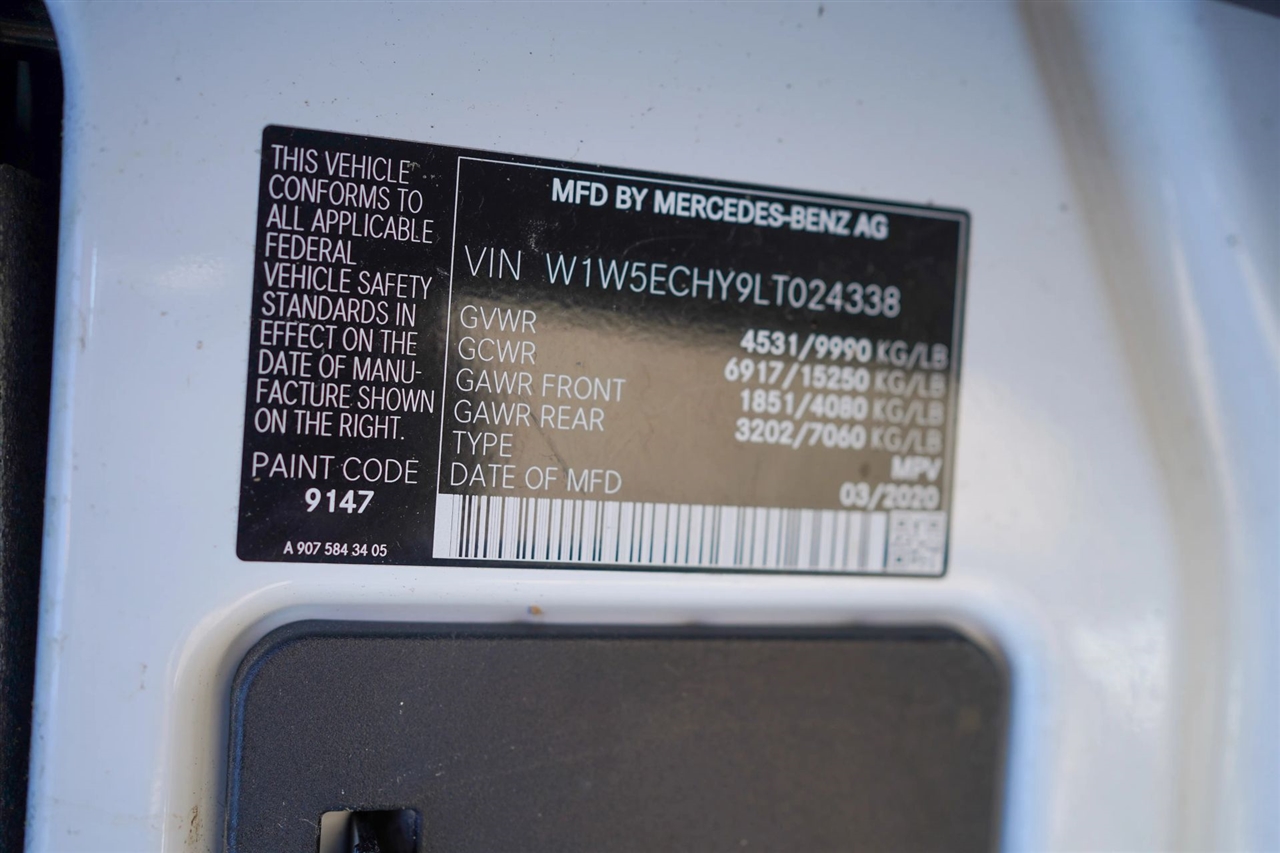 THIS VEHICLE
CONFORMS TO
ALL APPLICABLE
FEDERAL
VEHICLE SAFETY
STANDARDS IN
EFFECT ON THE
DATE OF MANU-
FACTURE SHOWN
ON THE RIGHT.
PAINT CODE
9147
A 907 584 34 05
MFD BY MERCEDES-BENZ AG
VIN W1W5ECHY9LT024338
GVWR 4531/9990 KG/LB
GCWR 6917/15250 KG/LB
GAWR FRONT 1851/4080 KG/LB
GAWR REAR 3202/7060 KG/LB
TYPE MPV
DATE OF MFD 03/2020